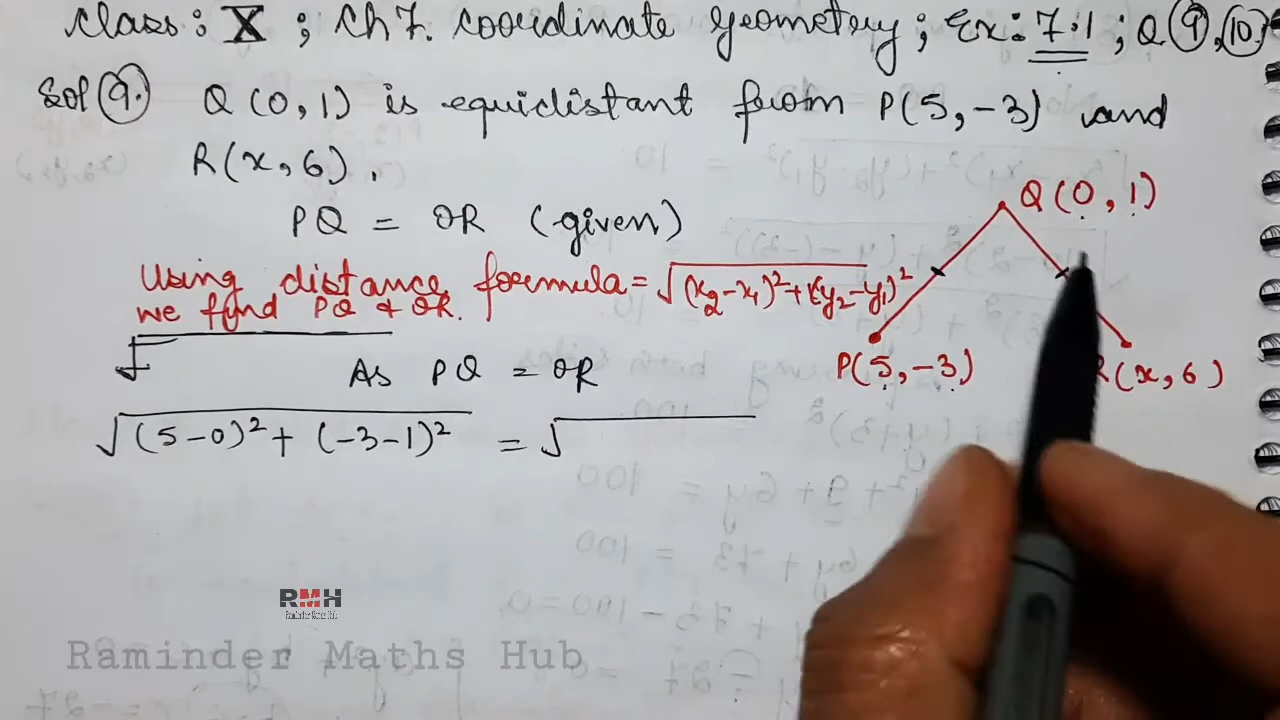 Class: X ; Ch 7. Coordinate geometry ; Ex: 7.1 ; Q 9, 10,
Sol 9. Q(0,1) is equidistant from P(5,-3) and
R(x,6).
PQ = QR (given)
Using distance formula = √(x₂-x₁)²+(y₂-y₁)²
we find PQ & QR.
As PQ = QR
√(5-0)²+(-3-1)² = √
Q(0,1)
P(5,-3)
R(x,6)
RMH
Raminder Maths Hub